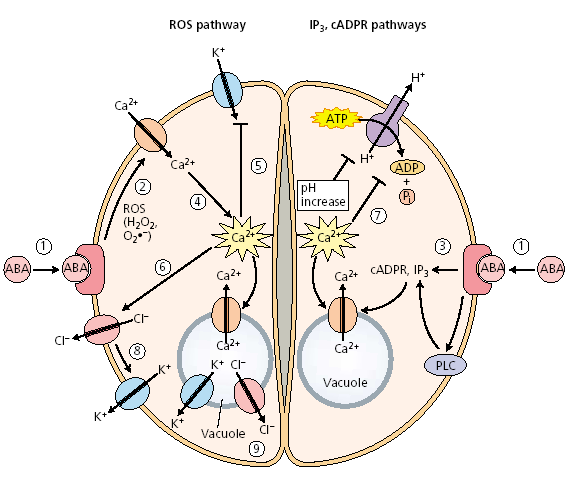 ROS pathway
IP3, cADPR pathways
K⁺
H⁺
Ca²⁺
ATP
Ca²⁺
H⁺
ADP
+
Pi
5
2
4
pH
increase
7
ROS
(H2O2,
O2•−)
Ca²⁺
Ca²⁺
1
6
3
1
ABA
ABA
Ca²⁺
Ca²⁺
cADPR, IP3
ABA
ABA
Cl⁻
Cl⁻
Ca²⁺
Ca²⁺
8
K⁺
K⁺
Cl⁻
PLC
Vacuole
K⁺
K⁺
Vacuole
Cl⁻
9